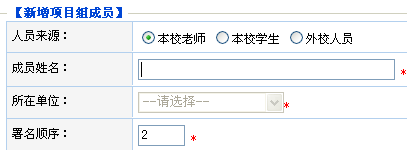 【新增项目组成员】
人员来源： 本校老师 本校学生 外校人员
成员姓名： *
所在单位： --请选择-- *
署名顺序： 2 *